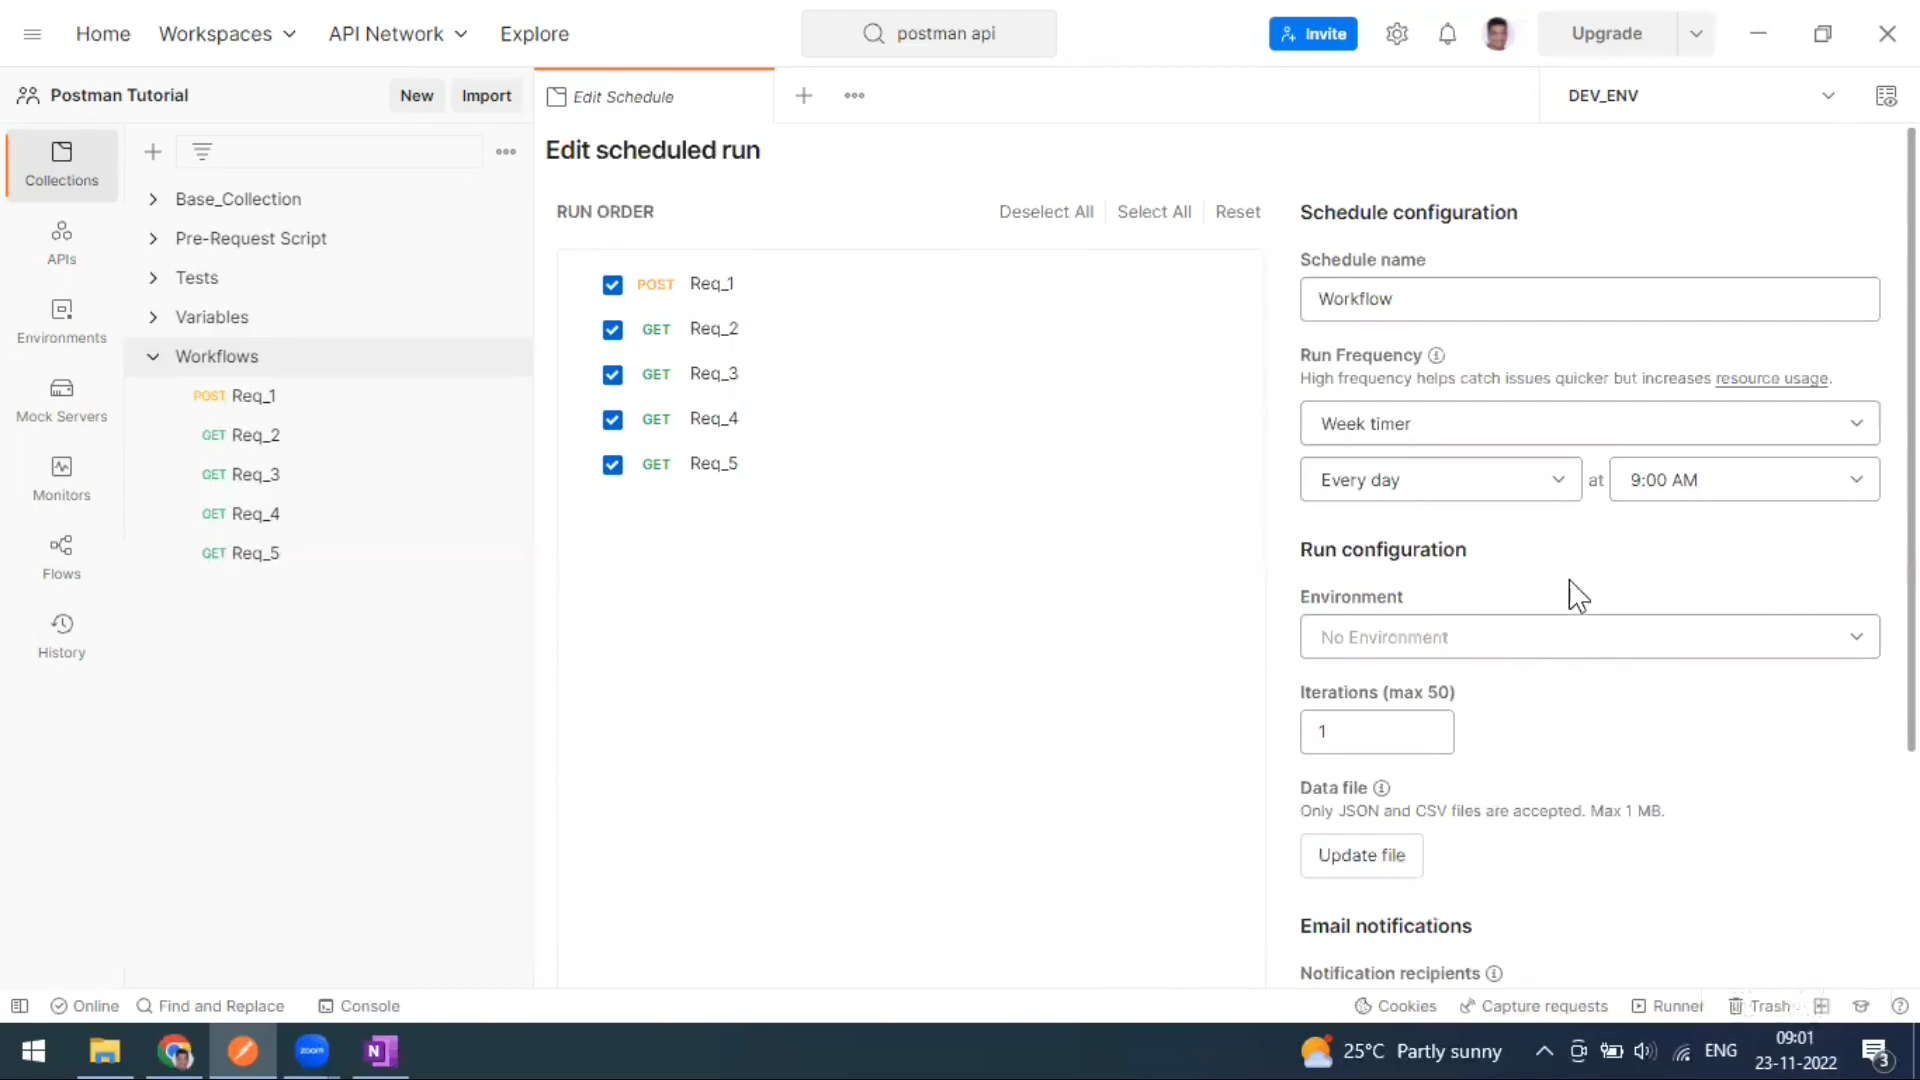 Home Workspaces API Network Explore postman api Invite Upgrade
Postman Tutorial New Import Edit Schedule DEV_ENV
Edit scheduled run
Collections
APIs
Environments
Mock Servers
Monitors
Flows
History
Base_Collection
Pre-Request Script
Tests
Variables
Workflows
POST Req_1
GET Req_2
GET Req_3
GET Req_4
GET Req_5
RUN ORDER Deselect All Select All Reset
POST Req_1
GET Req_2
GET Req_3
GET Req_4
GET Req_5
Schedule configuration
Schedule name
Workflow
Run Frequency
High frequency helps catch issues quicker but increases resource usage.
Week timer
Every day at 9:00 AM
Run configuration
Environment
No Environment
Iterations (max 50)
1
Data file
Only JSON and CSV files are accepted. Max 1 MB.
Update file
Email notifications
Notification recipients
Online Find and Replace Console Cookies Capture requests Runner Trash
zoom N 25°C Partly sunny ENG 09:01
23-11-2022 3